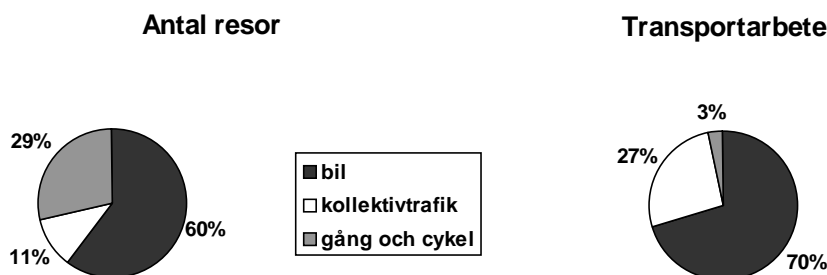 Antal resor
Transportarbete
29%
11%
60%
bil
kollektivtrafik
gång och cykel
3%
27%
70%